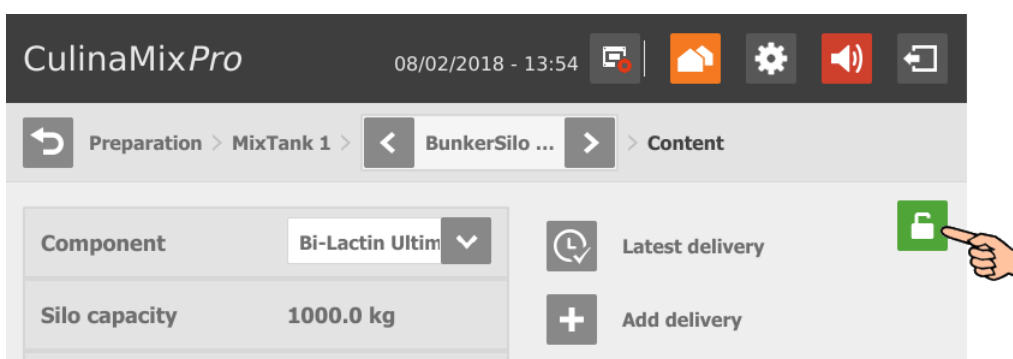 CulinaMixPro 08/02/2018 - 13:54
Preparation > MixTank 1 > BunkerSilo ... > Content
Component Bi-Lactin Ultim
Latest delivery
Silo capacity 1000.0 kg
Add delivery